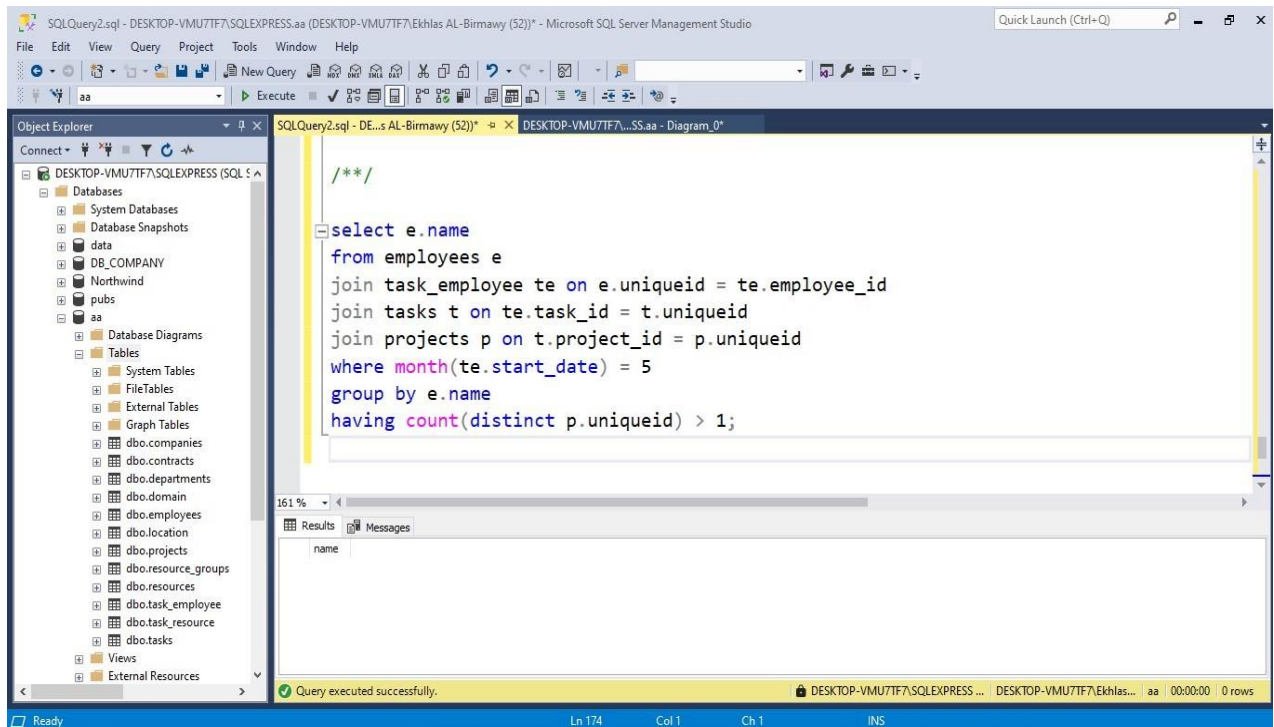 SQLQuery2.sql - DESKTOP-VMU7TF7\SQLEXPRESS.aa (DESKTOP-VMU7TF7\Ekhlas AL-Birmawy (52))* - Microsoft SQL Server Management Studio
Quick Launch (Ctrl+Q)
File Edit View Query Project Tools Window Help
New Query
aa
Execute
Object Explorer
Connect
DESKTOP-VMU7TF7\SQLEXPRESS (SQL S
Databases
System Databases
Database Snapshots
data
DB_COMPANY
Northwind
pubs
aa
Database Diagrams
Tables
System Tables
FileTables
External Tables
Graph Tables
dbo.companies
dbo.contracts
dbo.departments
dbo.domain
dbo.employees
dbo.location
dbo.projects
dbo.resource_groups
dbo.resources
dbo.task_employee
dbo.task_resource
dbo.tasks
Views
External Resources
SQLQuery2.sql - DE...s AL-Birmawy (52))* DESKTOP-VMU7TF7\...SS.aa - Diagram_0*
/**/
select e.name
from employees e
join task_employee te on e.uniqueid = te.employee_id
join tasks t on te.task_id = t.uniqueid
join projects p on t.project_id = p.uniqueid
where month(te.start_date) = 5
group by e.name
having count(distinct p.uniqueid) > 1;
161 %
Results Messages
name
Query executed successfully. DESKTOP-VMU7TF7\SQLEXPRESS ... DESKTOP-VMU7TF7\Ekhlas... aa 00:00:00 0 rows
Ready Ln 174 Col 1 Ch 1 INS